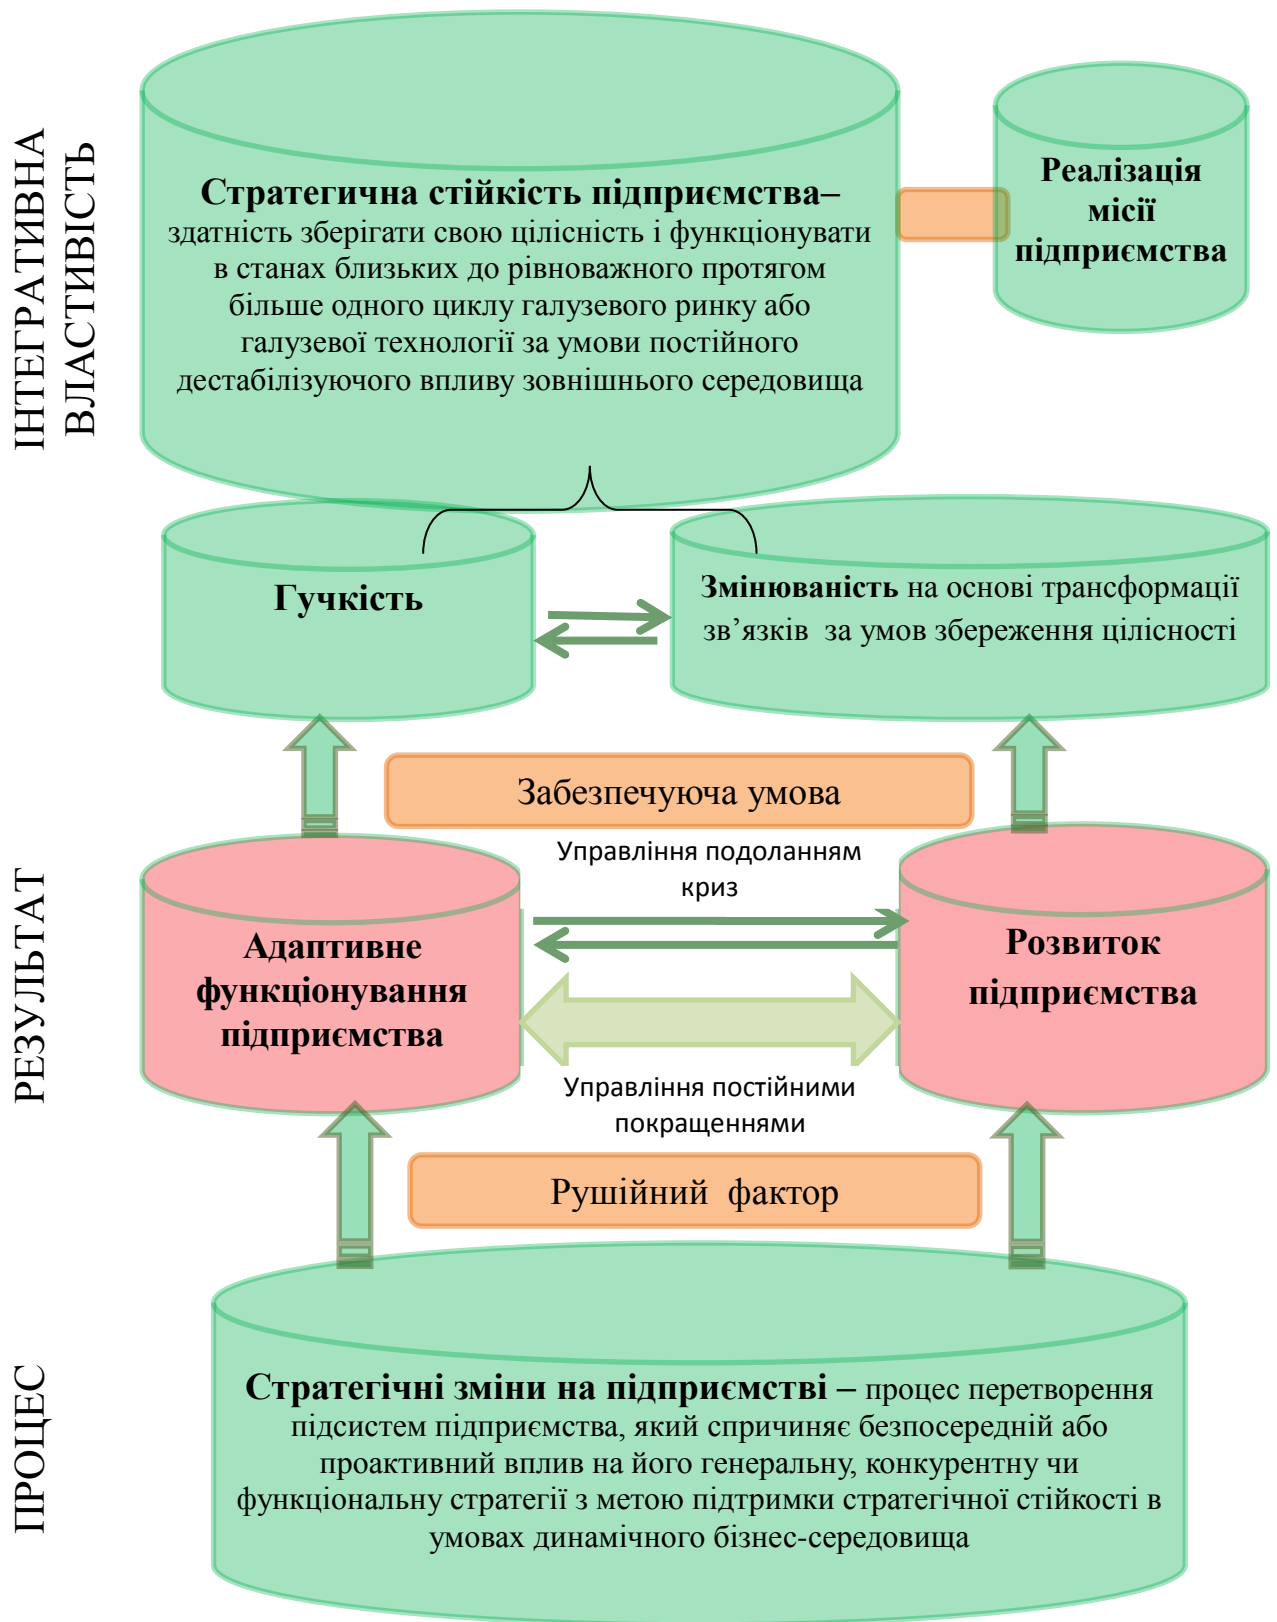 ІНТЕГРАТИВНА
ВЛАСТИВІСТЬ
Стратегична стійкість підприємства–
здатність зберігати свою цілісність і функціонувати
в станах близьких до рівноважного протягом
більше одного циклу галузевого ринку або
галузевої технології за умови постійного
дестабілізуючого впливу зовнішнього середовища
Реалізація
місії
підприємства
Гучкість
Змінюваність на основі трансформації
зв’язків за умов збереження цілісності
Забезпечуюча умова
РЕЗУЛЬТАТ
Адаптивне
функціонування
підприємства
Управління подоланням
криз
Управління постійними
покращеннями
Розвиток
підприємства
Рушійний фактор
ПРОЦЕС
Стратегічні зміни на підприємстві – процес перетворення
підсистем підприємства, який спричиняє безпосередній або
проактивний вплив на його генеральну, конкурентну чи
функціональну стратегії з метою підтримки стратегічної стійкості в
умовах динамічного бізнес-середовища